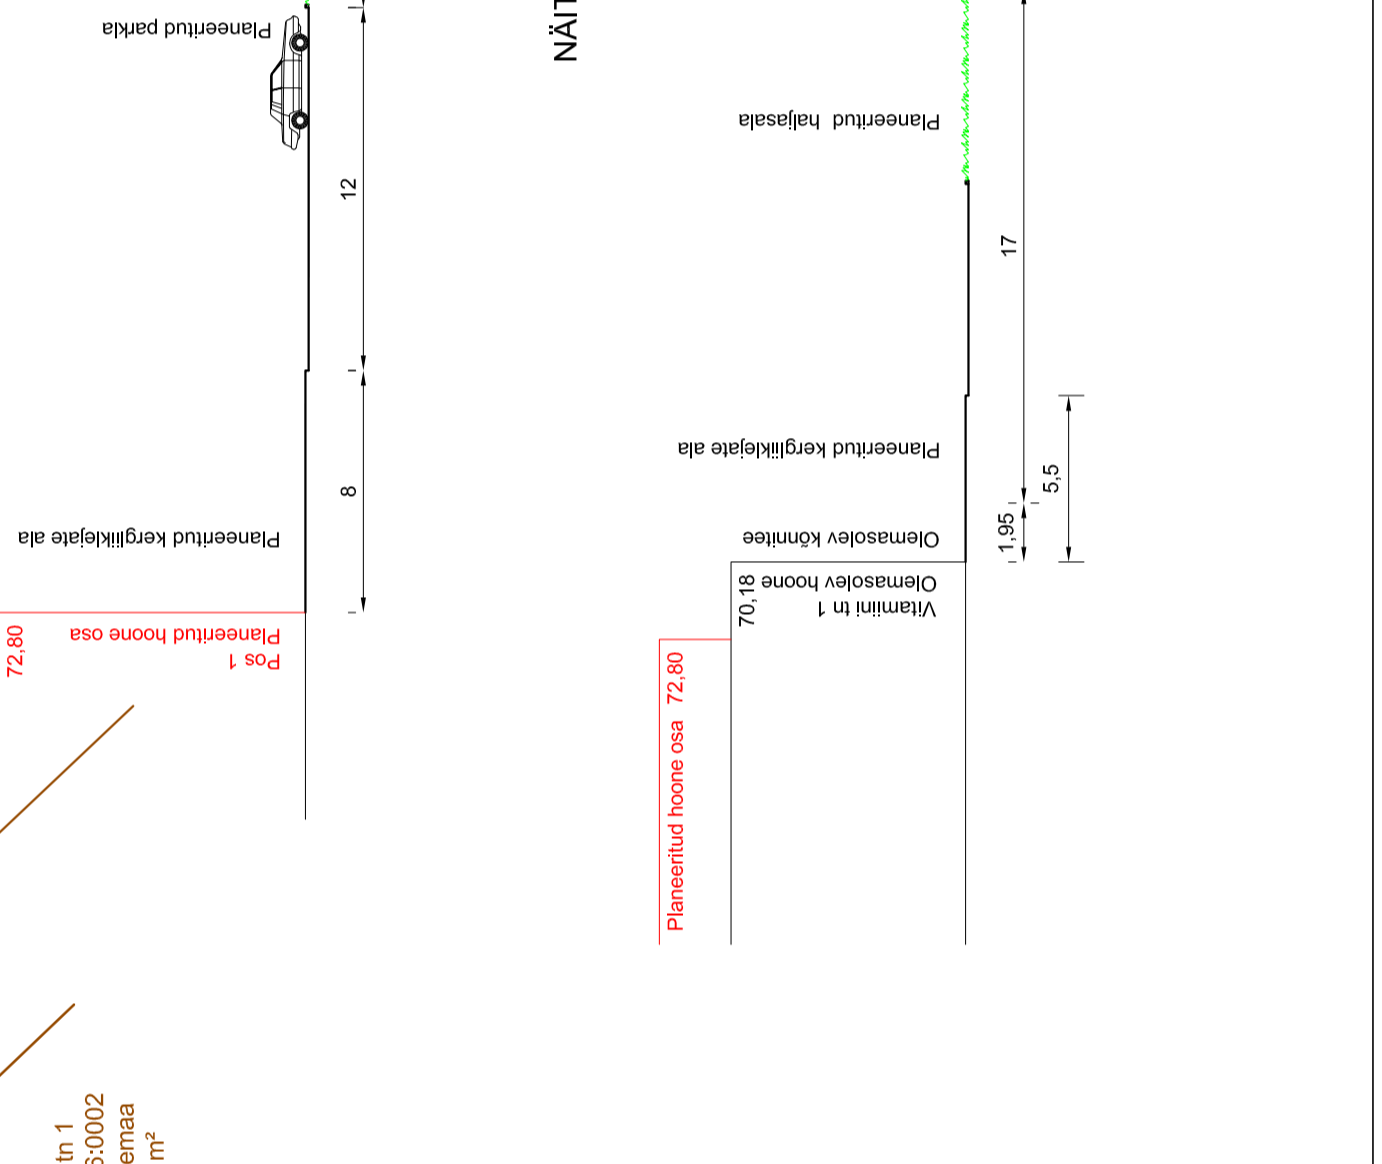 Planeeritud parkla
12
8
Planeeritud kergliiklejate ala
72,80
Planeeritud hoone osa
Pos 1
tn 1
6:0002
emaa
m²
NÄIT
Planeeritud haljasala
17
Planeeritud kergliiklejate ala
5,5
1,95
Olemasolev kõnnitee
70,18
Olemasolev hoone
Vitamiini tn 1
Planeeritud hoone osa 72,80